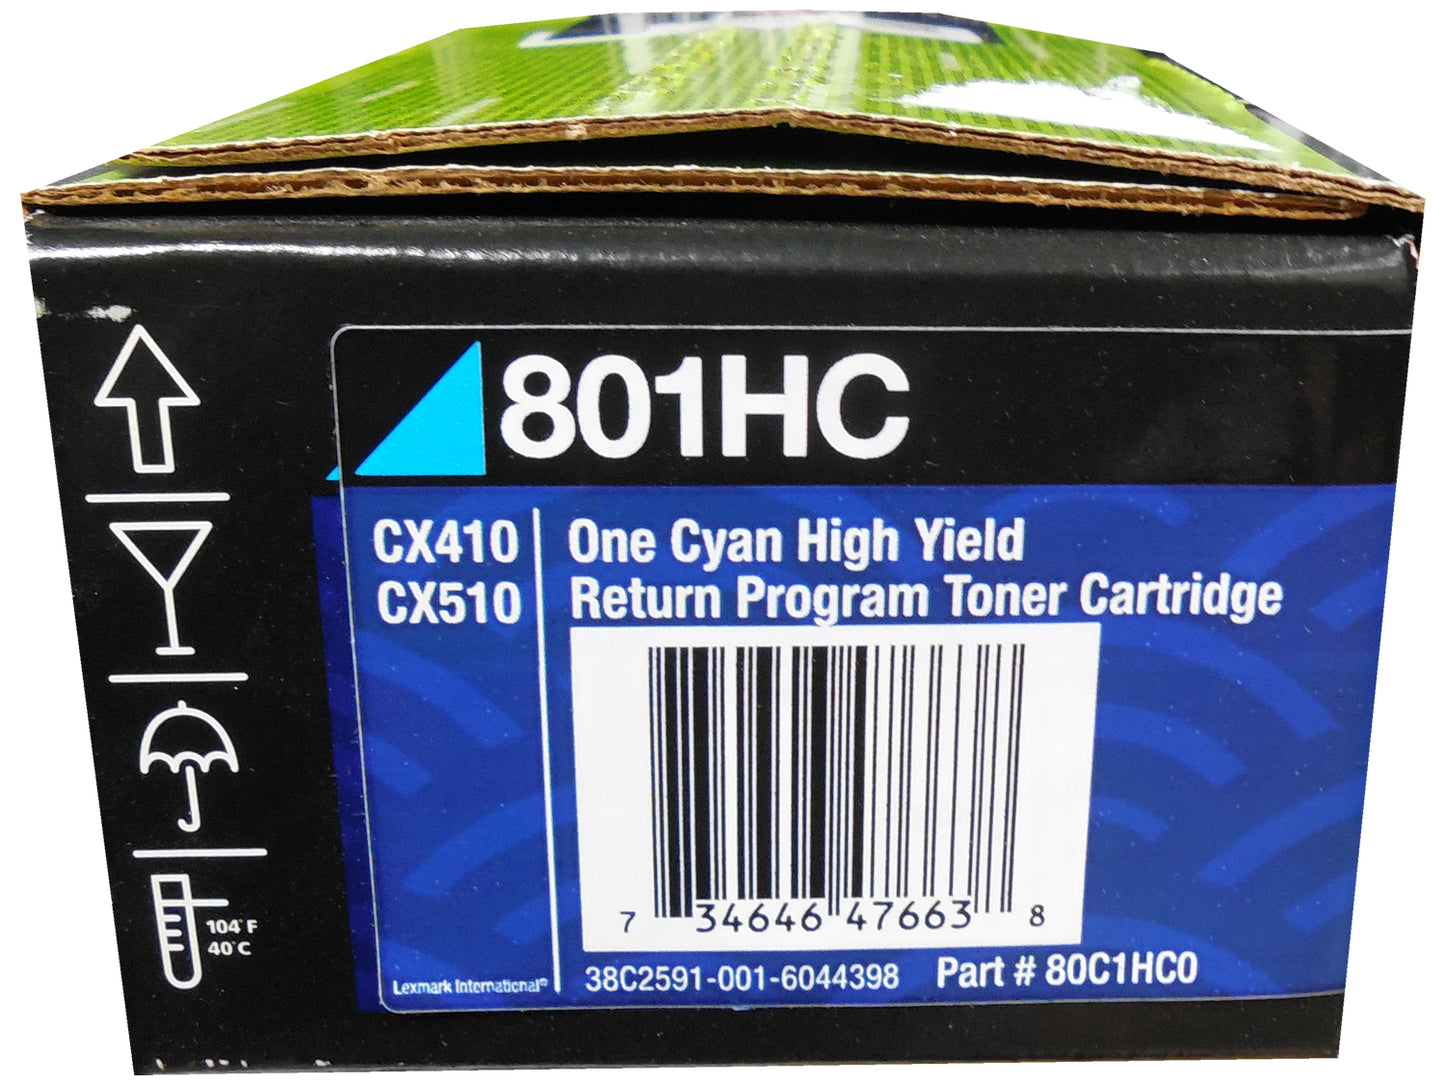 801HC
CX410
CX510
One Cyan High Yield
Return Program Toner Cartridge
7 34646 47663 8
104°F
40°C
Lexmark International®
38C2591-001-6044398 Part # 80C1HC0